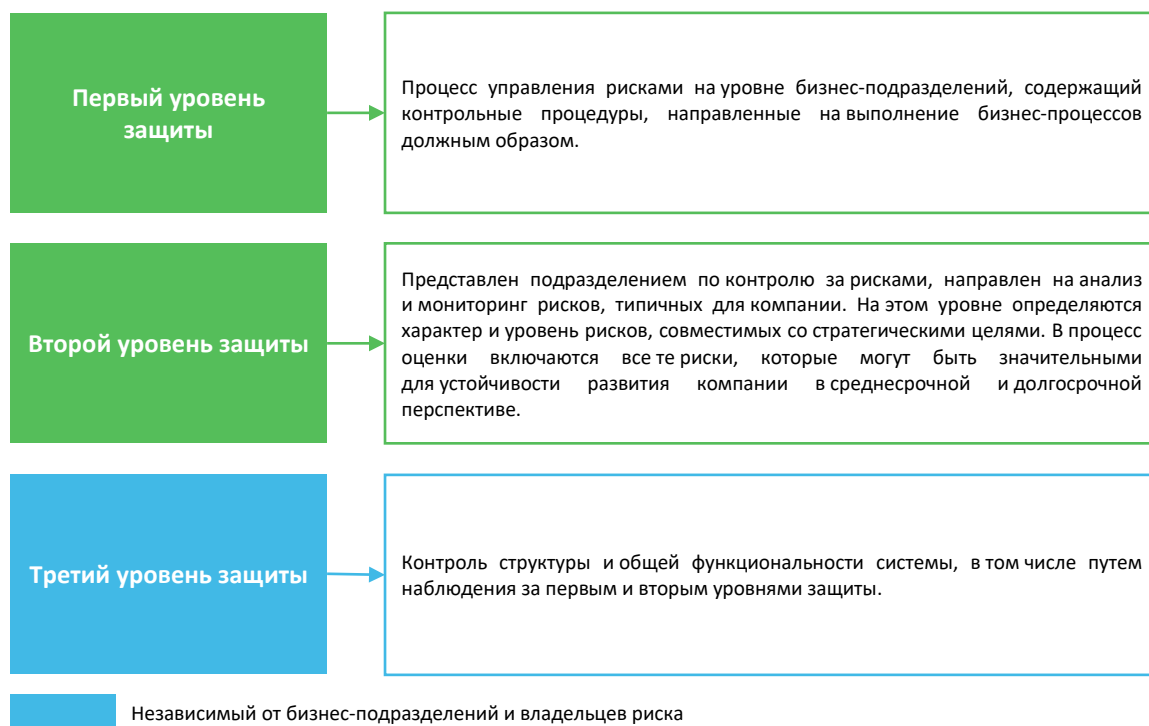 Первый уровень
защиты
Процесс управления рисками на уровне бизнес-подразделений, содержащий
контрольные процедуры, направленные на выполнение бизнес-процессов
должным образом.
Второй уровень защиты
Представлен подразделением по контролю за рисками, направлен на анализ
и мониторинг рисков, типичных для компании. На этом уровне определяются
характер и уровень рисков, совместимых со стратегическими целями. В процесс
оценки включаются все те риски, которые могут быть значительными
для устойчивости развития компании в среднесрочной и долгосрочной
перспективе.
Третий уровень защиты
Контроль структуры и общей функциональности системы, в том числе путем
наблюдения за первым и вторым уровнями защиты.
Независимый от бизнес-подразделений и владельцев риска